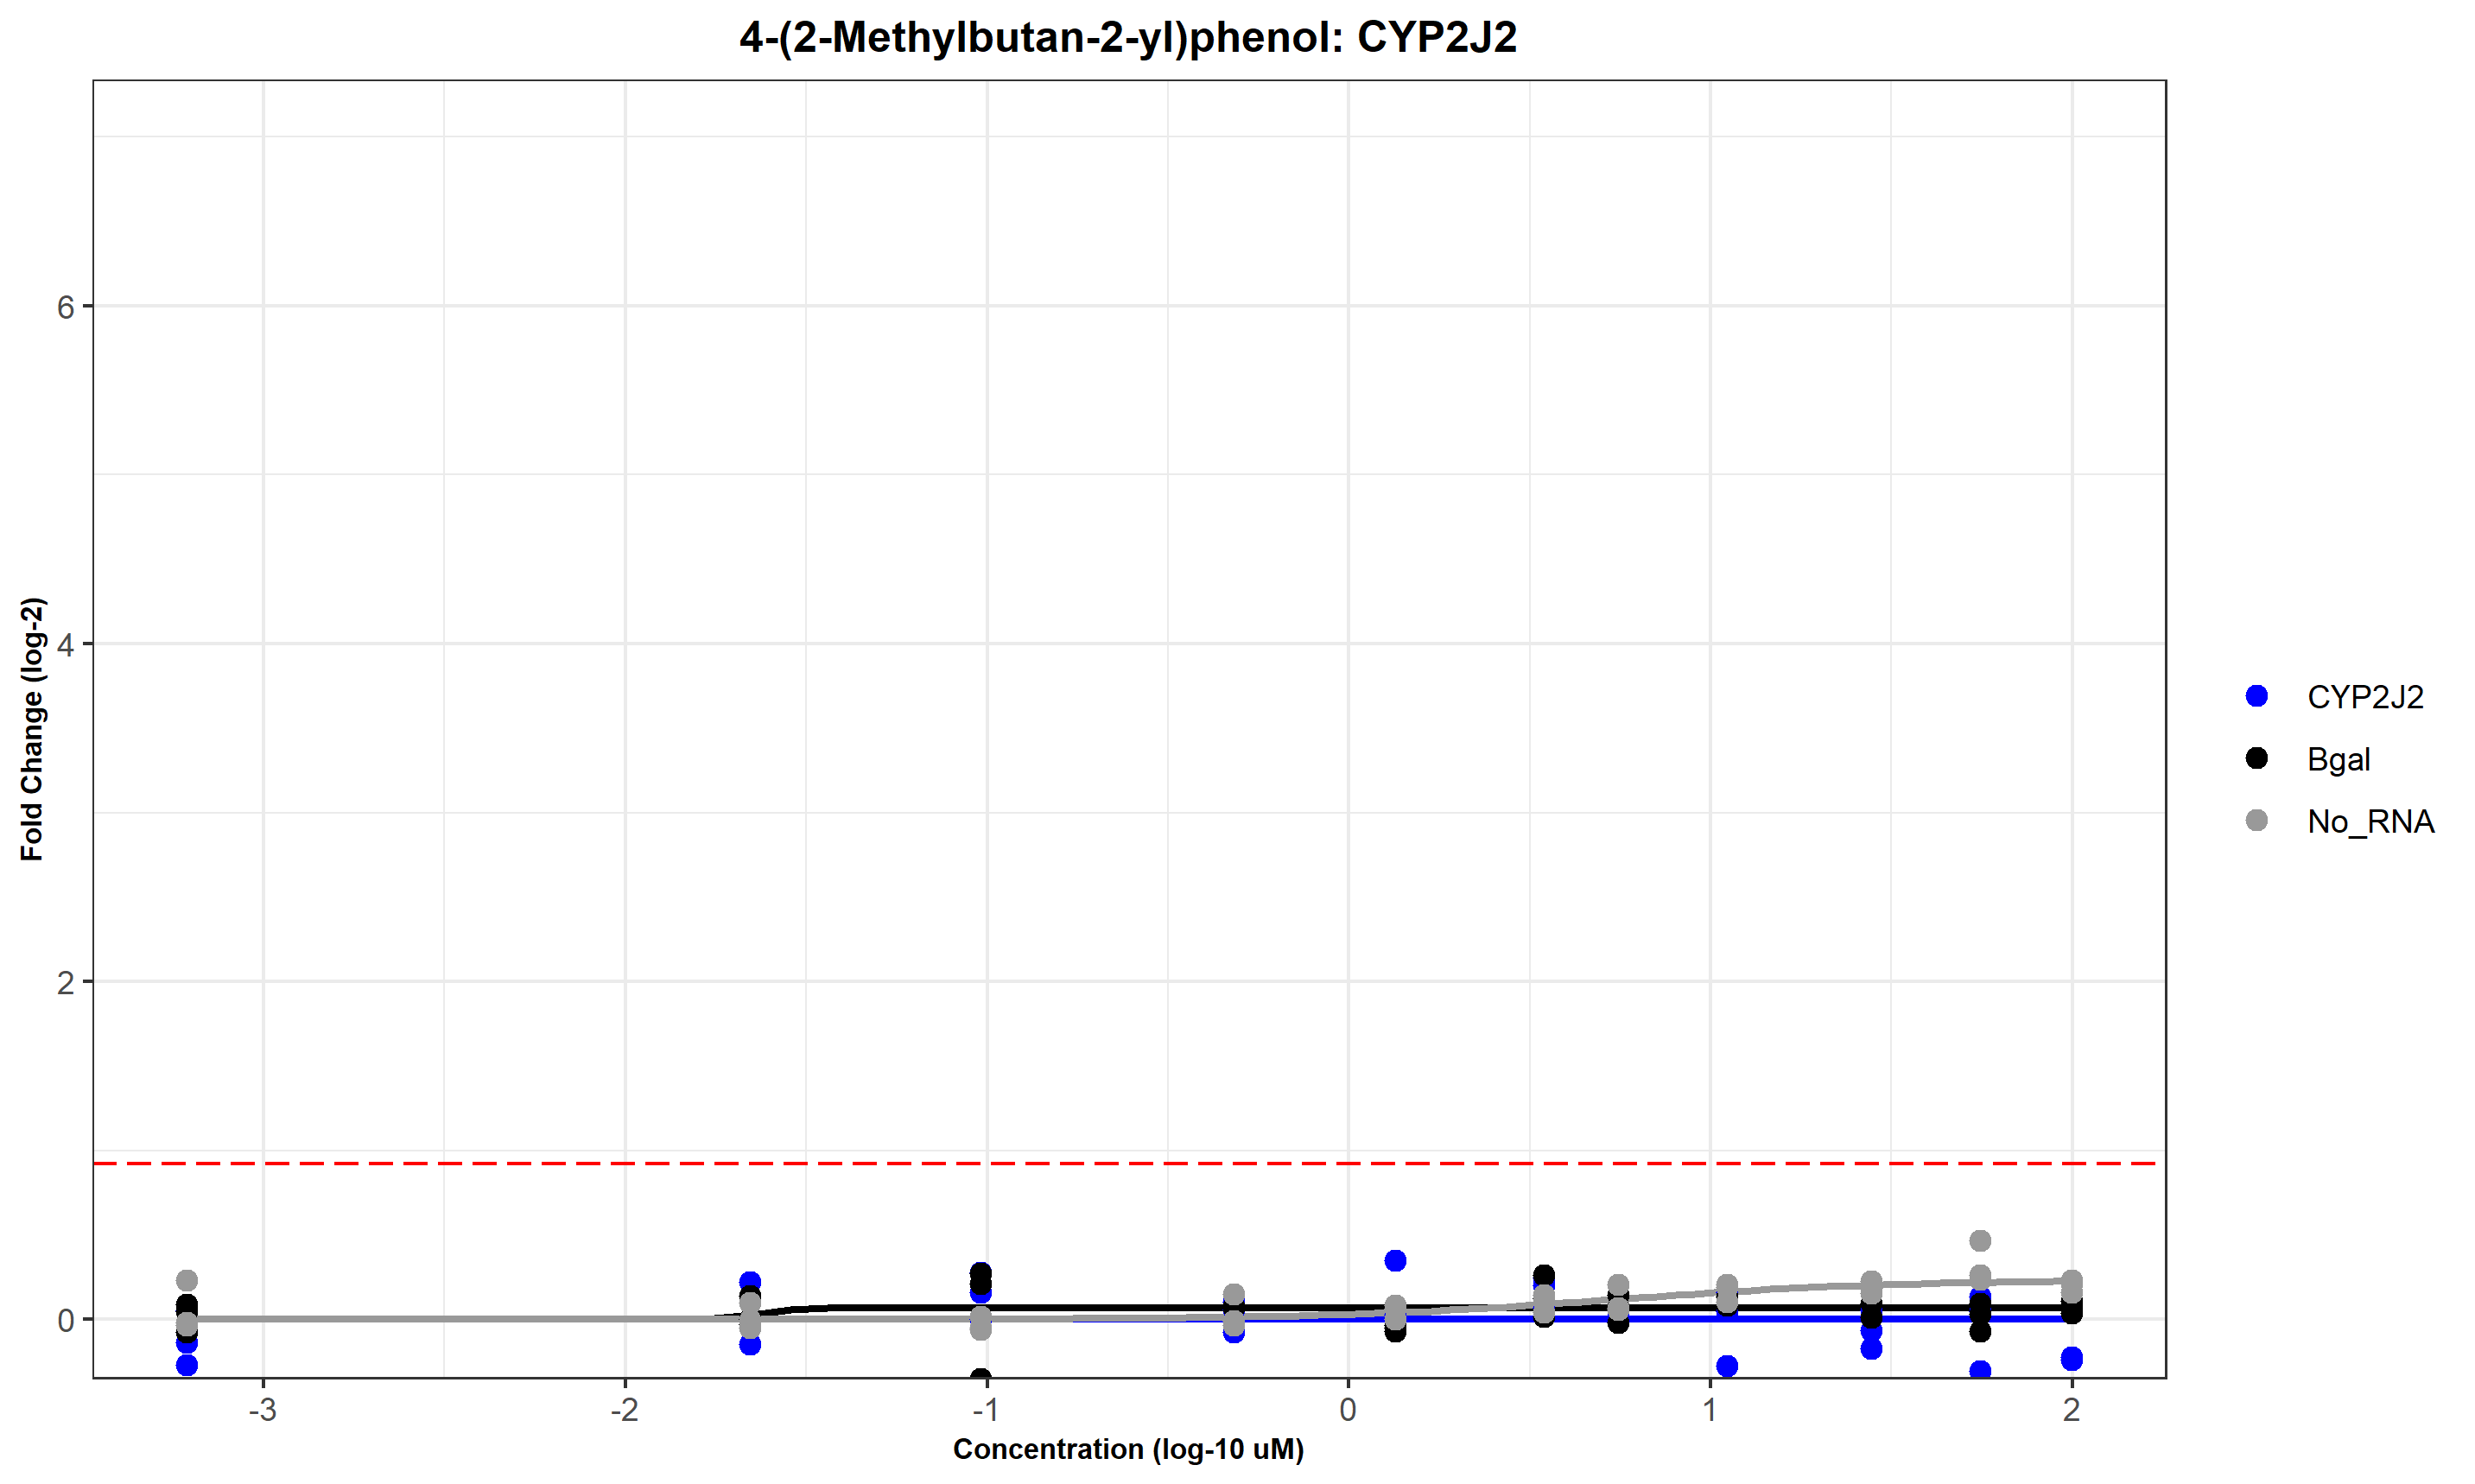 4-(2-Methylbutan-2-yl)phenol: CYP2J2
Fold Change (log-2)
6
4
2
0
-3
-2
-1
0
1
2
Concentration (log-10 uM)
CYP2J2
Bgal
No_RNA